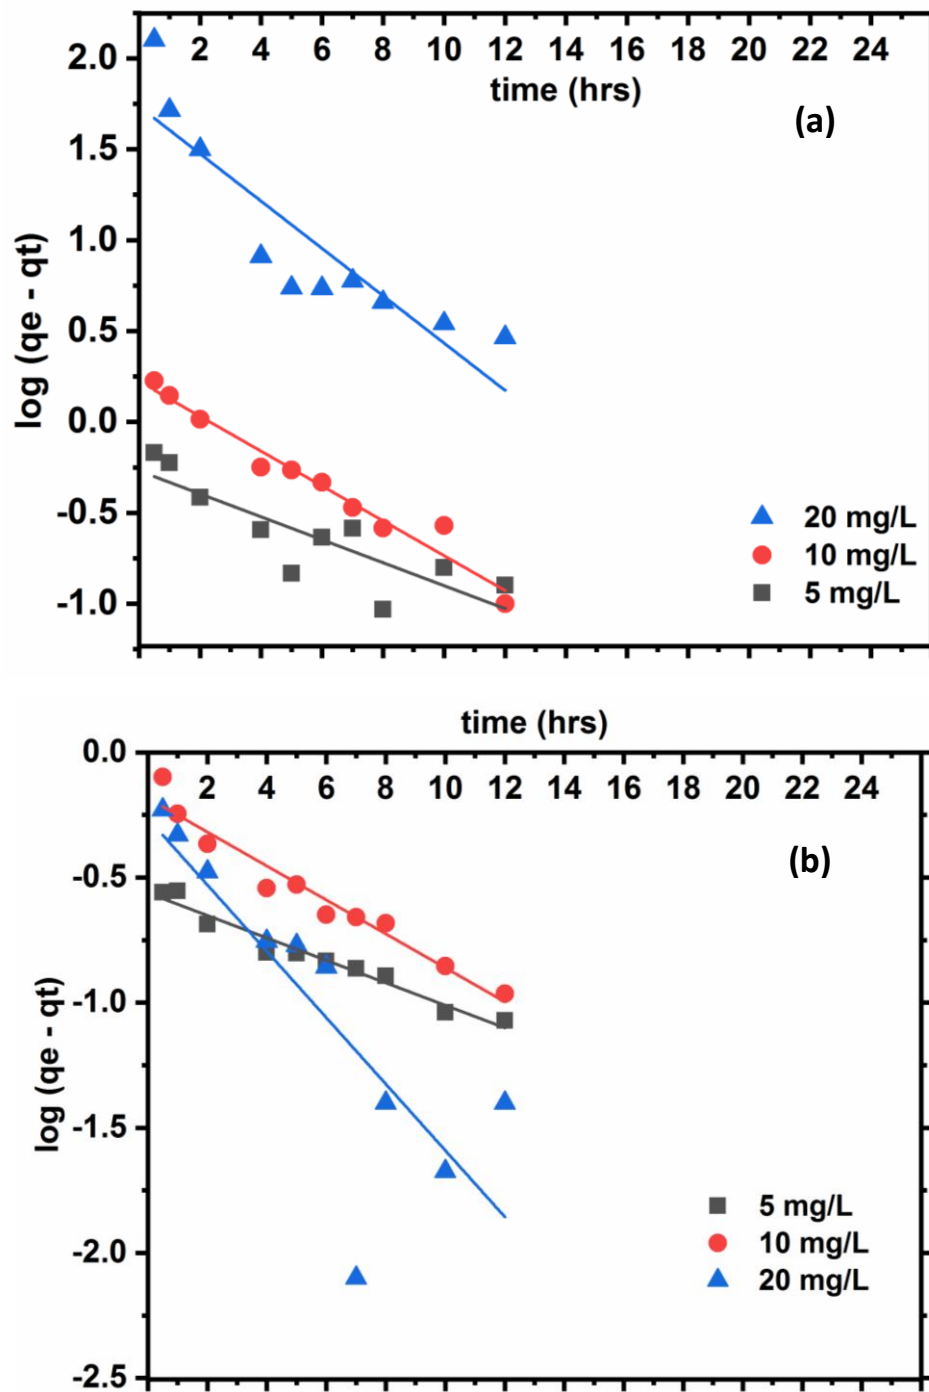 2.0
2 4 6 8 10 12 14 16 18 20 22 24
time (hrs)
(a)
1.5
1.0
0.5
0.0
-0.5
-1.0
log (qe - qt)
20 mg/L
10 mg/L
5 mg/L
time (hrs)
0.0
2 4 6 8 10 12 14 16 18 20 22 24
(b)
-0.5
-1.0
-1.5
-2.0
-2.5
log (qe - qt)
5 mg/L
10 mg/L
20 mg/L